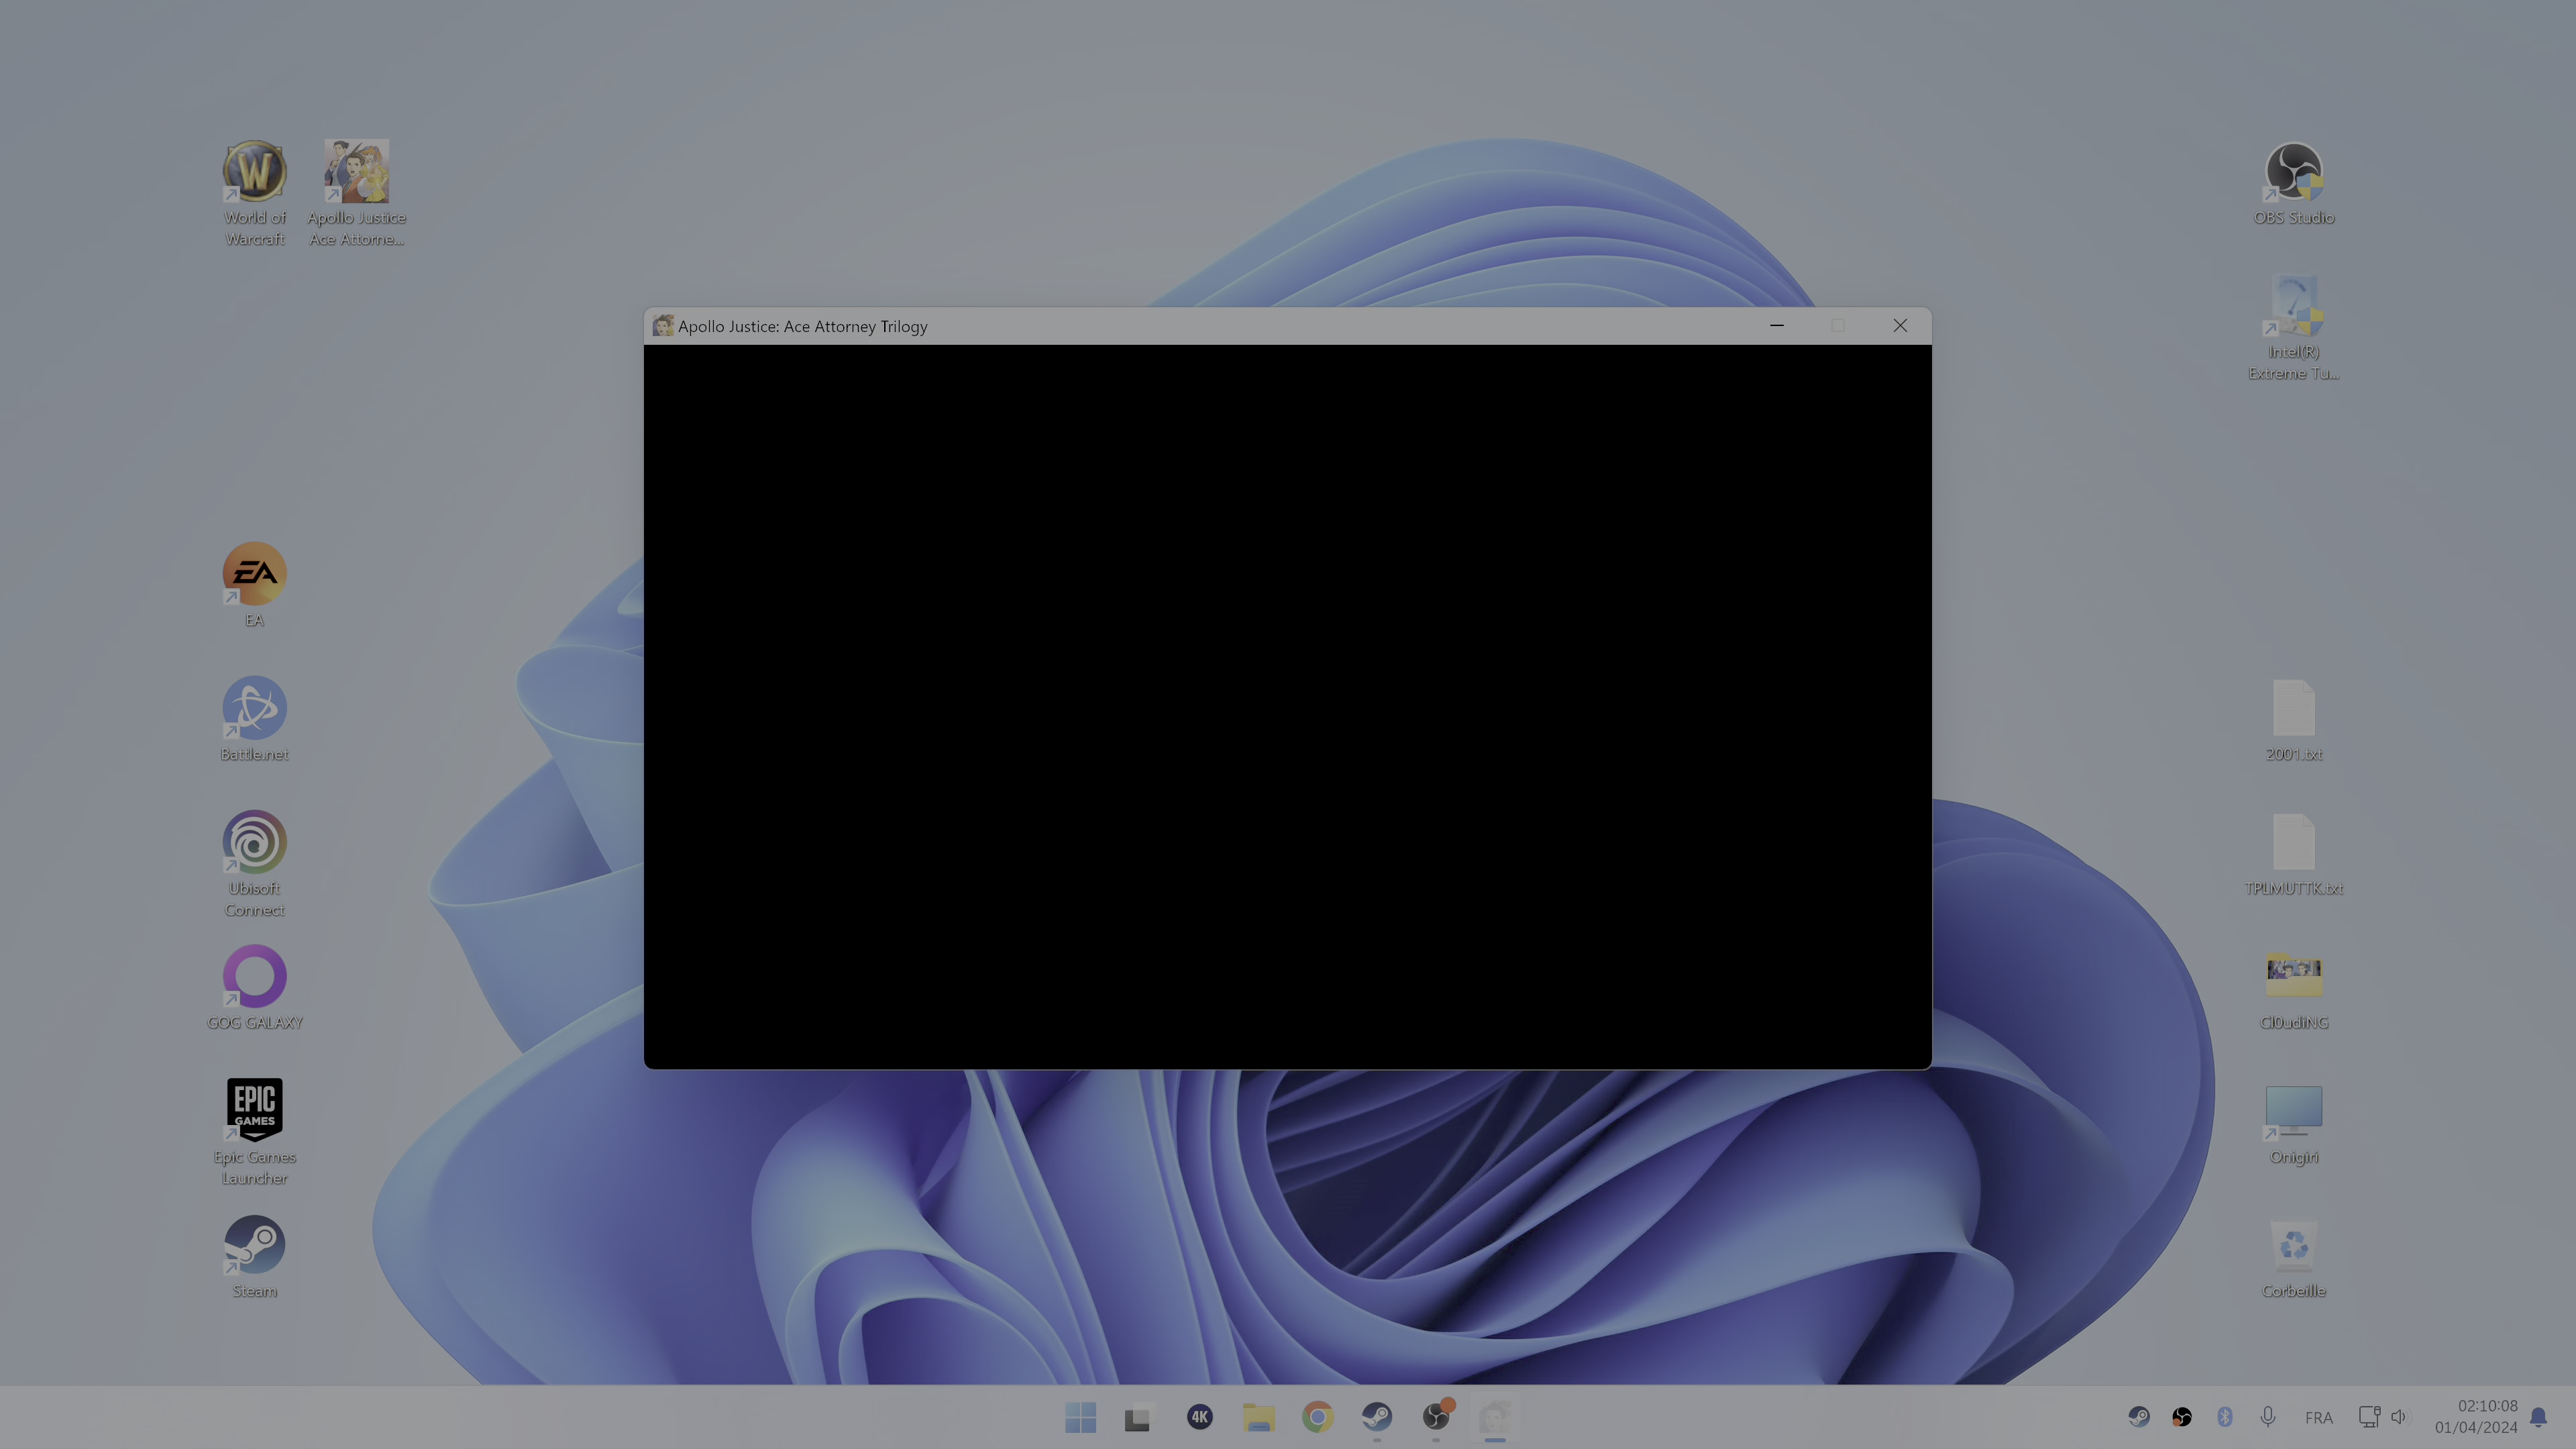 World of
Warcraft
Apollo Justice
Ace Attorne...
OBS Studio
Apollo Justice: Ace Attorney Trilogy
Intel(R)
Extreme Tu...
EA
EA
Battle.net
2001.txt
Ubisoft
Connect
TPLMUTTK.txt
GOG GALAXY
Cl0udiNG
EPIC
GAMES
Epic Games
Launcher
Onigiri
Steam
Corbeille
4K
FRA
02:10:08
01/04/2024